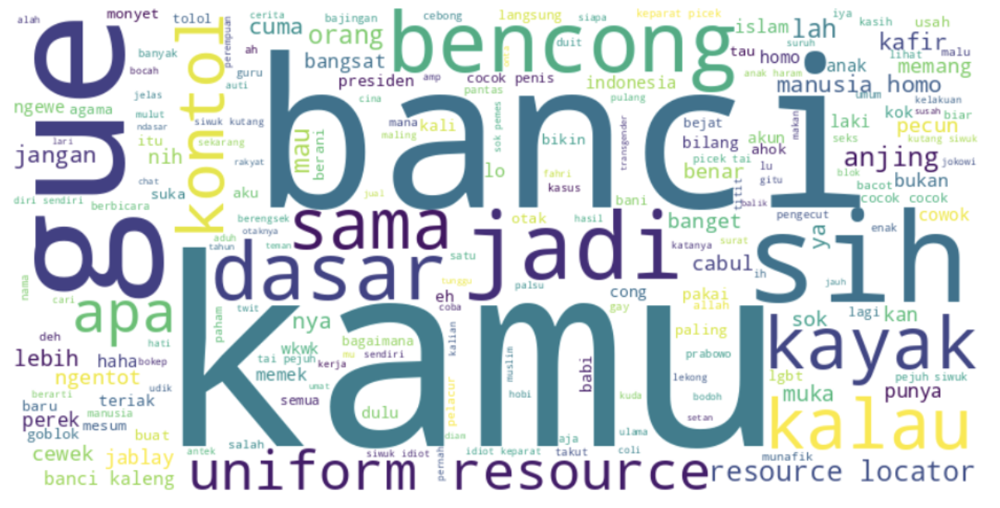 alah
monyet
tolol
cerita
bajingan
cebong
langsung
siapa
keparat picek
iya
kasih
usah
gue
kontol
perempuan
cuma
orang
bencong
duit
islam
lah
suruh
kafir
lihat
malu
banyak
bocah
ah
guru
auti
bangsat
presiden
amp
cocok penis
pantas
onta
indonesia
tau
homo
anak
anak haram
memang
manusia homo
umum
kelakuan
ngewe
agama
jelas
mulut
ndasar
siwuk kutang
cina
banci
mana
kali
maling
sok pemes
pulang
transgender
bejat
makan
kok
susah
biar
laki
pecun
lari
itu
sekarang
mau
berani
bikin
bilang
akun
ahok
seks
kutang siwuk
jangan
nih
rakyat
lo
fahri
picek tai
benar
lu
gitu
anjing
jokowi
blok
chat
suka
aku
kasus
titit
bacot
bukan
diri sendiri
berbicara
berengsek
jual
bani
balik
cocok cocok
sama
otak
hasil
banget
pengecut
ya
cowok
otaknya
enak
aduh
tahun
teman
jadi
katanya
surat
sih
dasar
satu
cabul
ih
nama
cari
tunggu
palsu
jauh
apa
twit
eh
coba
cong
gay
pakai
allah
kamu
paham
nya
sok
lagi
kan
deh
hati
wkwk
bagaimana
kalian
paling
kayak
lebih
haha
bokep
tai pejuh
mu
sendiri
kerja
muslim
babi
prabowo
ngentot
memek
umat
lekong
lgbt
pejuh siwuk
udik
hobi
kuda
bodoh
muka
punya
berarti
baru
teriak
semua
pelacur
setan
kalau
perek
manusia
dulu
goblok
mesum
buat
diam
aja
ulama
cewek
jablay
antek
salah
siwuk idiot
pernah
idiot keparat
takut
coli
munafik
banci kaleng
uniform resource
resource locator